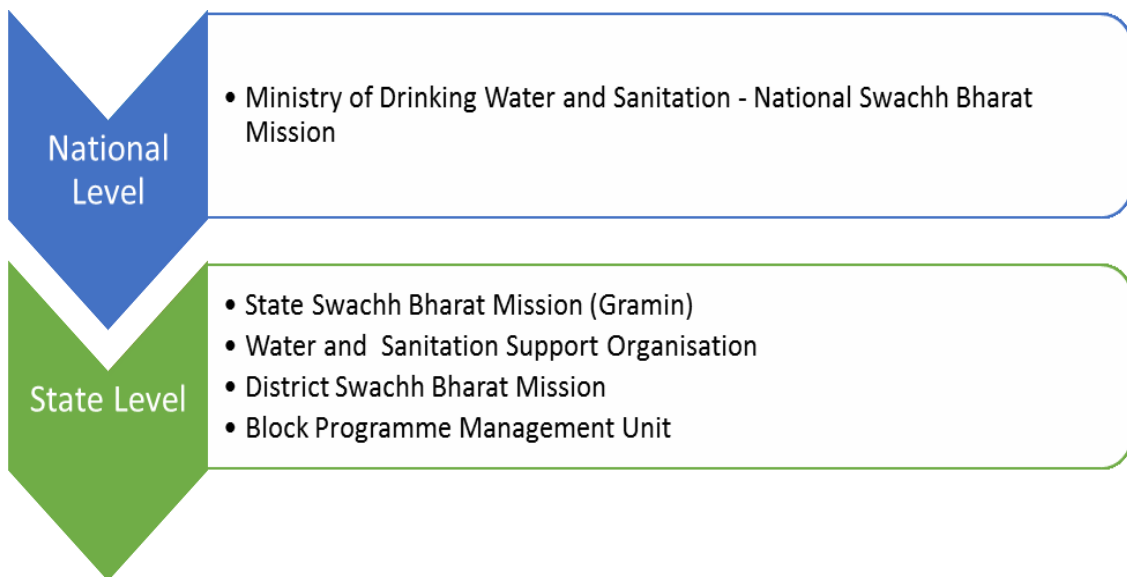 National
Level
• Ministry of Drinking Water and Sanitation - National Swachh Bharat
Mission
State Level
• State Swachh Bharat Mission (Gramin)
• Water and  Sanitation Support Organisation
• District Swachh Bharat Mission
• Block Programme Management Unit